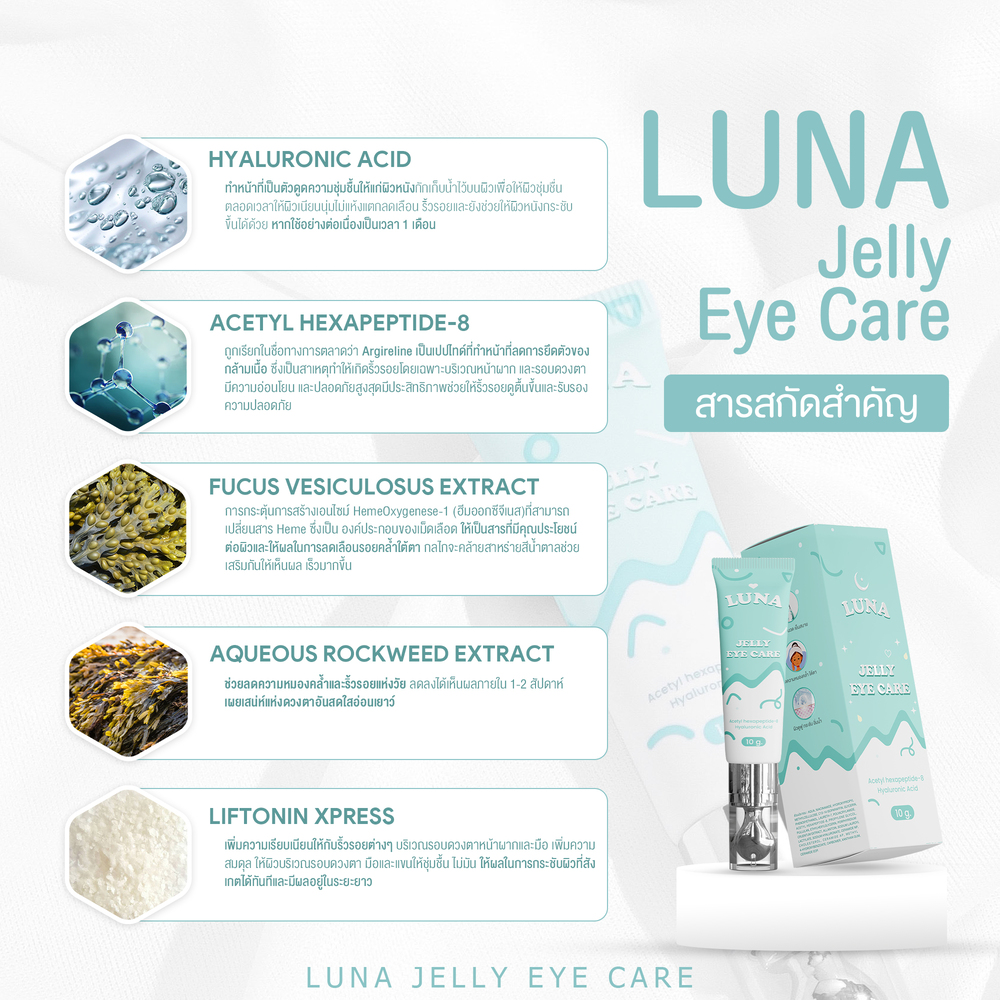 LUNA
Jelly
Eye Care
สารสกัดสำคัญ
HYALURONIC ACID
ทำหน้าที่เป็นตัวดูดความชุ่มชื้นให้แก่ผิวหนังกักเก็บน้ำไว้บนผิวเพื่อให้ผิวชุ่มชื่น
ตลอดเวลาให้ผิวเนียนนุ่มไม่แห้งแตกลดเลือน ริ้วรอยและยังช่วยให้ผิวหนังกระชับ
ขึ้นได้ด้วย หากใช้อย่างต่อเนื่องเป็นเวลา 1 เดือน
ACETYL HEXAPEPTIDE-8
ถูกเรียกในชื่อทางการตลาดว่า Argireline เป็นเปปไทด์ที่ทำหน้าที่ลดการยืดตัวของ
กล้ามเนื้อ ซึ่งเป็นสาเหตุทำให้เกิดริ้วรอยโดยเฉพาะบริเวณหน้าผาก และรอบดวงตา
มีความอ่อนโยน และปลอดภัยสูงสุดมีประสิทธิภาพช่วยให้ริ้วรอยดูตื้นขึ้นและรับรอง
ความปลอดภัย
FUCUS VESICULOSUS EXTRACT
การกระตุ้นการสร้างเอนไซม์ HemeOxygenese-1 (ฮีมออกซีจีเนส)ที่สามารถ
เปลี่ยนสาร Heme ซึ่งเป็น องค์ประกอบของเม็ดเลือด ให้เป็นสารที่มีคุณประโยชน์
ต่อผิวและให้ผลในการลดเลือนรอยคล้ำใต้ตา กลไกจะคล้ายสาหร่ายสีน้ำตาลช่วย
เสริมกันให้เห็นผล เร็วมากขึ้น
AQUEOUS ROCKWEED EXTRACT
ช่วยลดความหมองคล้ำและริ้วรอยแห่งวัย ลดลงได้เห็นผลภายใน 1-2 สัปดาห์
เผยเสน่ห์แห่งดวงตาอันสดใสอ่อนเยาว์
LIFTONIN XPRESS
เพิ่มความเรียบเนียนให้กับริ้วรอยต่างๆ บริเวณรอบดวงตาหน้าผากและมือ เพิ่มความ
สมดุล ให้ผิวบริเวณรอบดวงตา มือและแขนให้ชุ่มชื้น ไม่มัน ให้ผลในการกระชับผิวที่สัง
เกตได้ทันทีและมีผลอยู่ในระยะยาว
LUNA
JELLY
EYE CARE
Acetyl hexapeptide-8
Hyaluronic Acid
10 g.
LUNA
JELLY
EYE CARE
Acetyl hexapeptide-8
Hyaluronic Acid
10 g.
LUNA JELLY EYE CARE